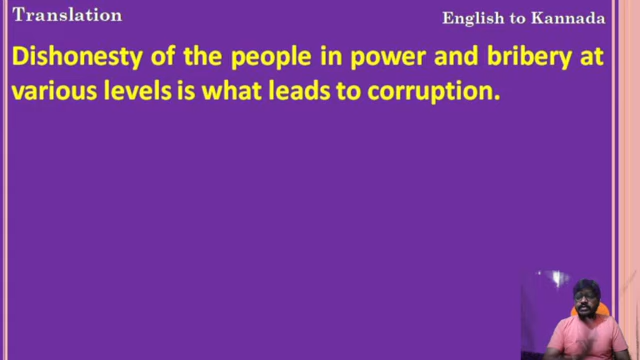 Translation
English to Kannada
Dishonesty of the people in power and bribery at
various levels is what leads to corruption.